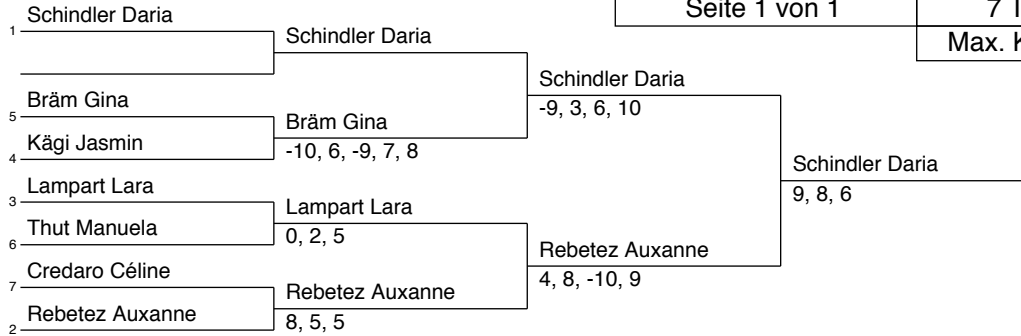 Seite 1 von 1
7
Max.
1 Schindler Daria
Schindler Daria
Schindler Daria
-9, 3, 6, 10
5 Bräm Gina
Bräm Gina
-10, 6, -9, 7, 8
4 Kägi Jasmin
Schindler Daria
9, 8, 6
3 Lampart Lara
Lampart Lara
0, 2, 5
6 Thut Manuela
Rebetez Auxanne
4, 8, -10, 9
7 Credaro Céline
Rebetez Auxanne
8, 5, 5
2 Rebetez Auxanne